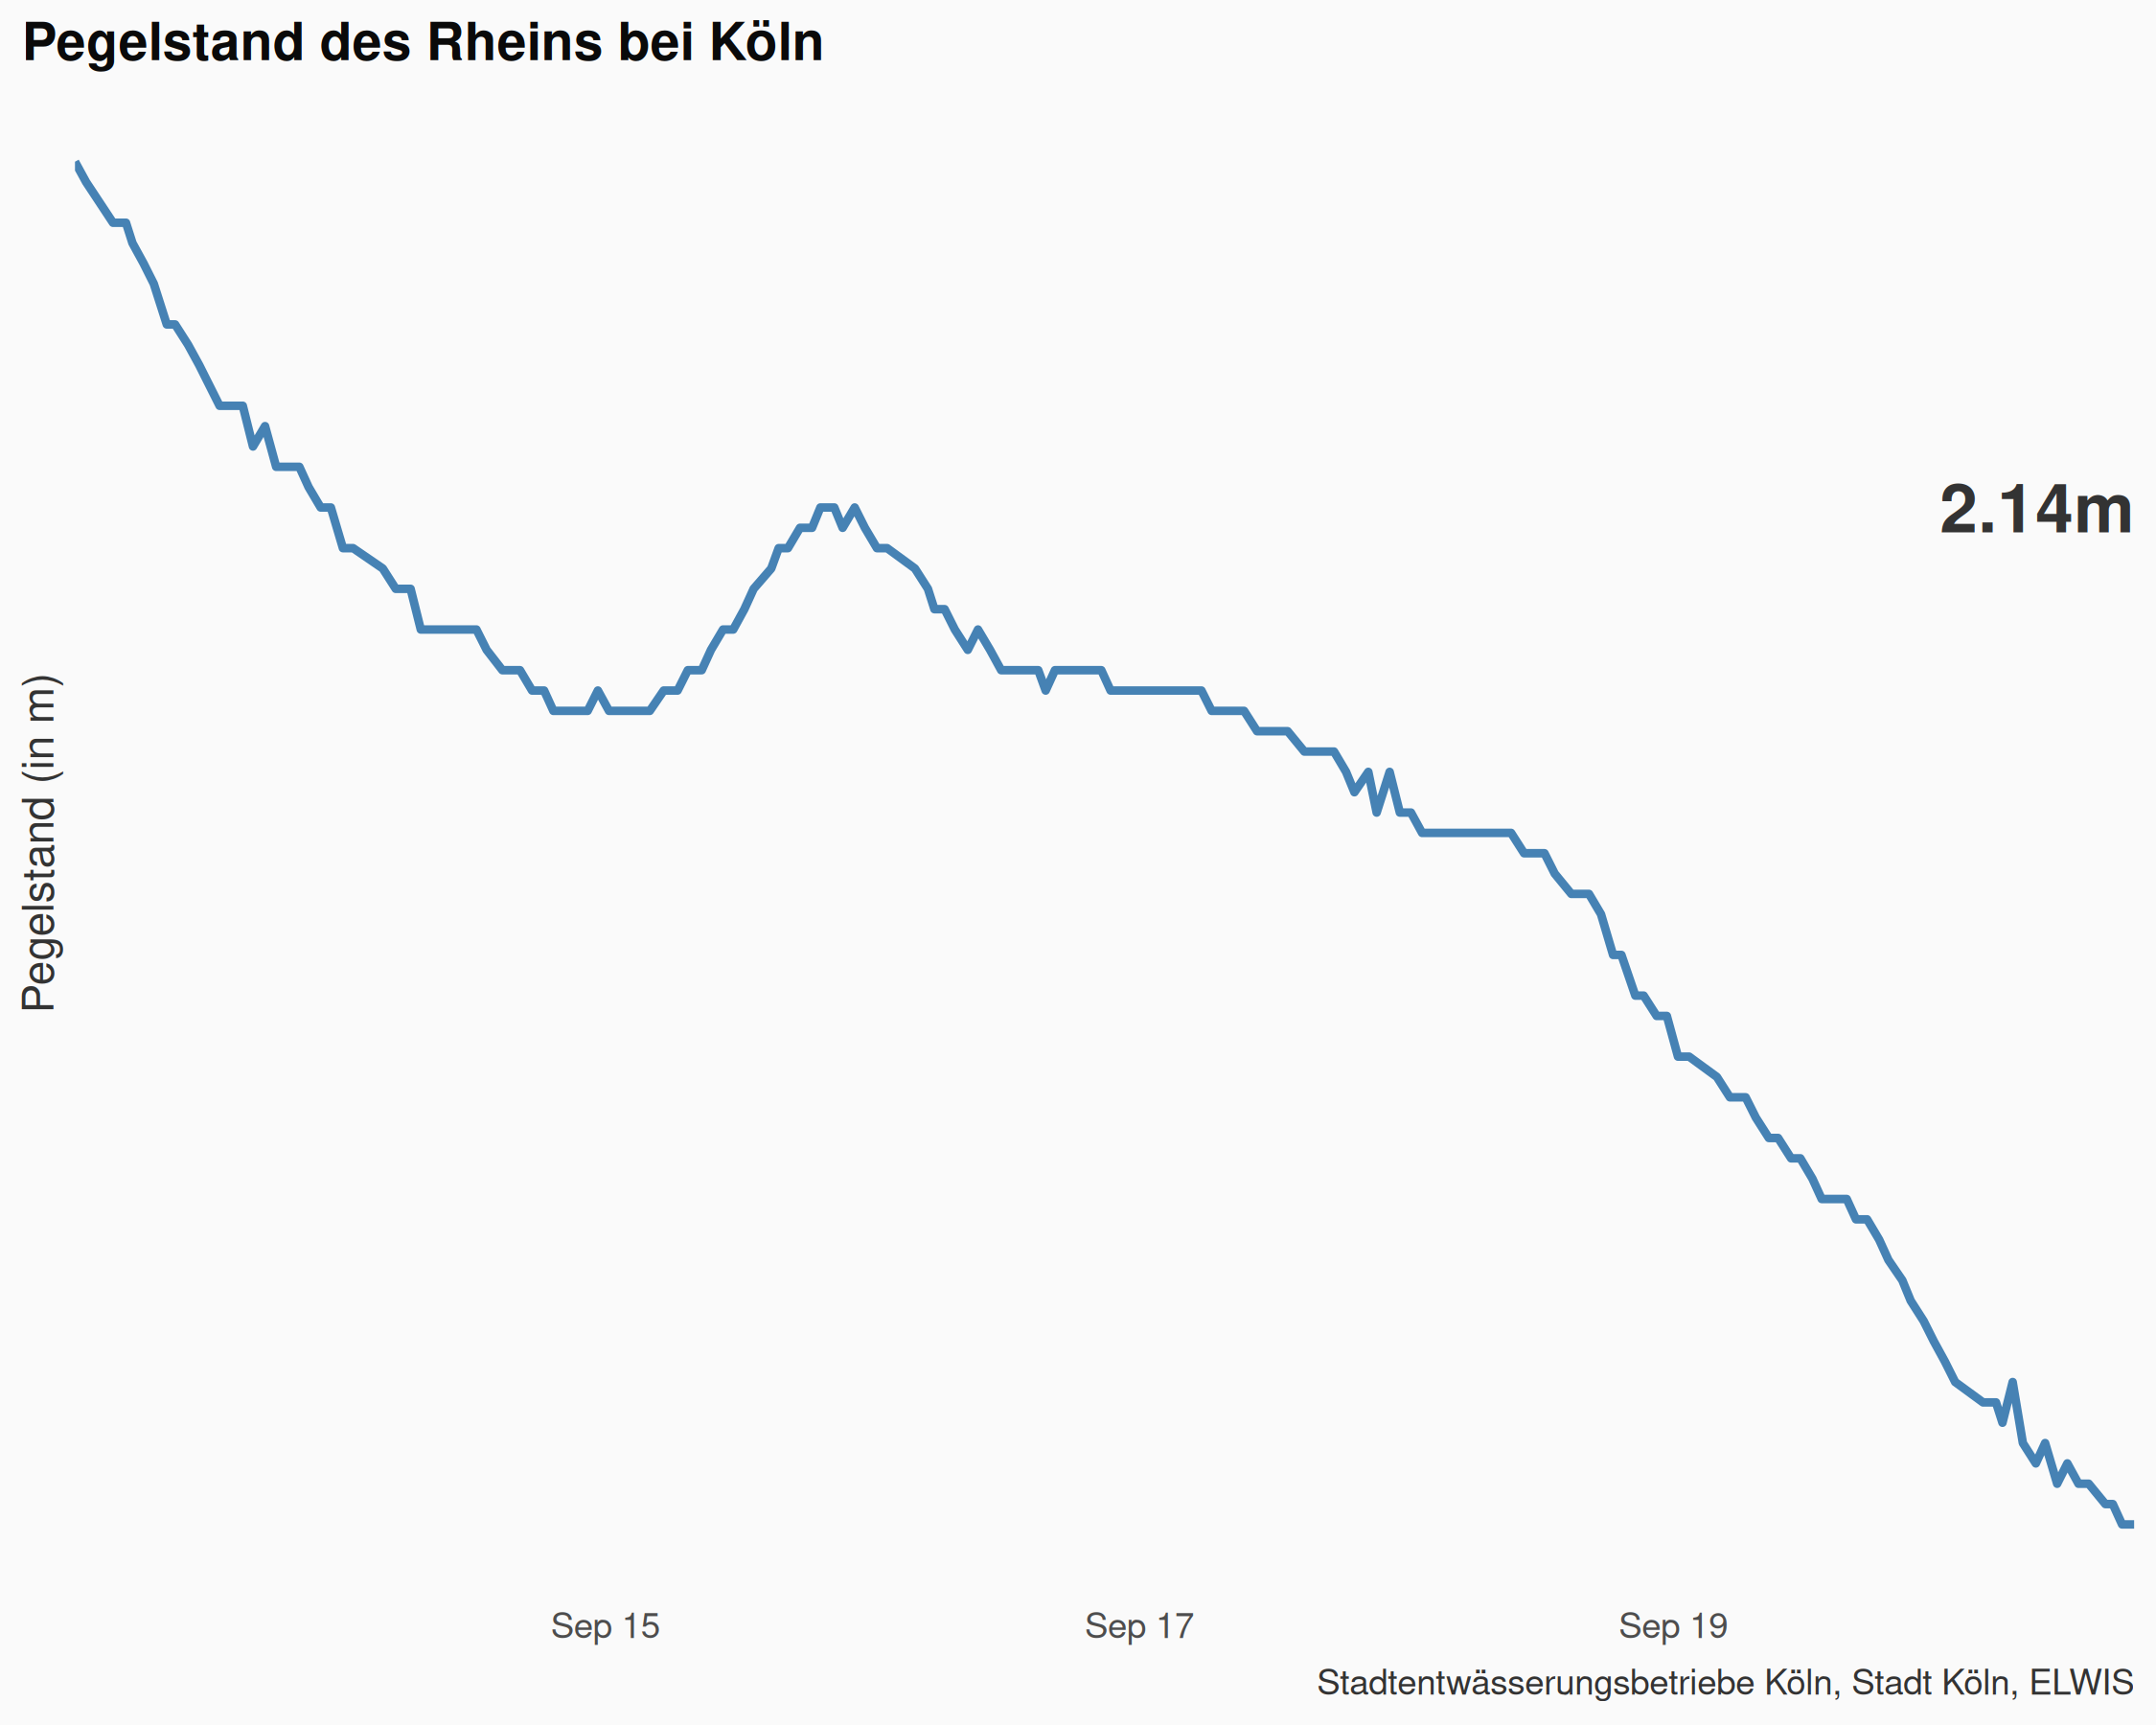 Pegelstand des Rheins bei Köln
2.14m
Pegelstand (in m)
Sep 15
Sep 17
Sep 19
Stadtentwässerungsbetriebe Köln, Stadt Köln, ELWIS